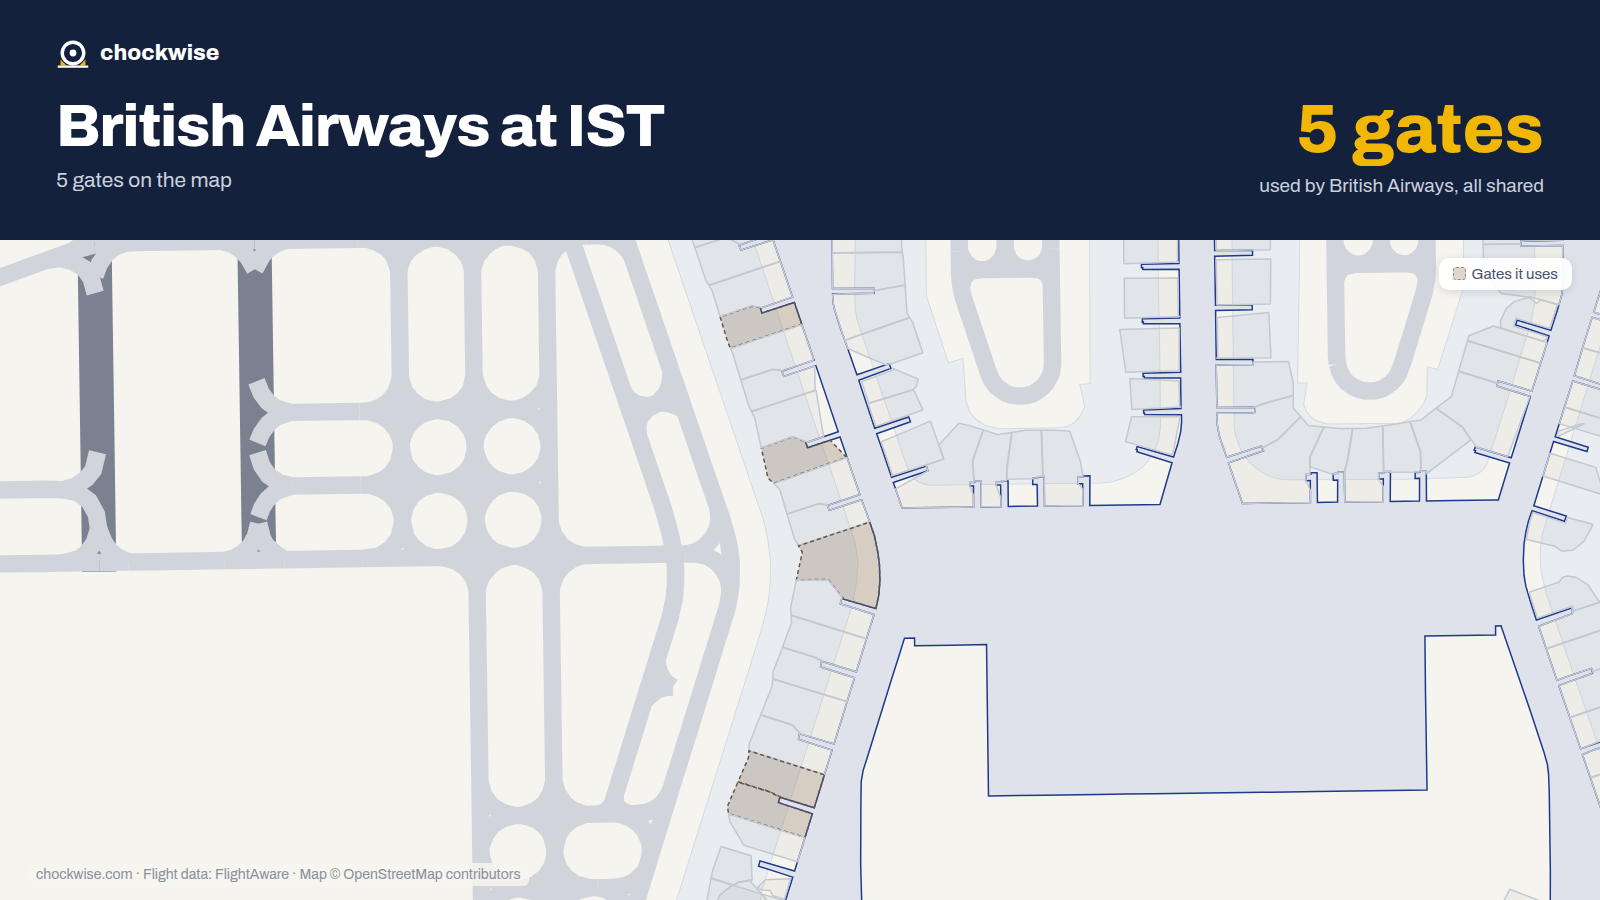 chockwise
British Airways at IST
5 gates on the map
5 gates
used by British Airways, all shared
Gates it uses
chockwise.com · Flight data: FlightAware · Map © OpenStreetMap contributors